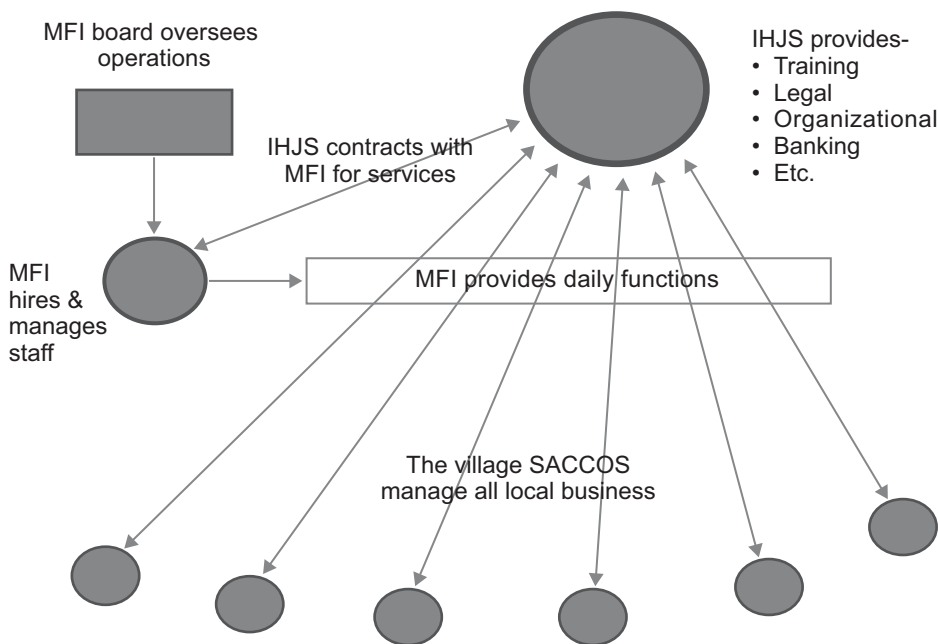 MFI board oversees
operations
IHJS provides-
• Training
• Legal
• Organizational
• Banking
• Etc.
IHJS contracts with
MFI for services
MFI
hires &
manages
staff
MFI provides daily functions
The village SACCOS
manage all local business